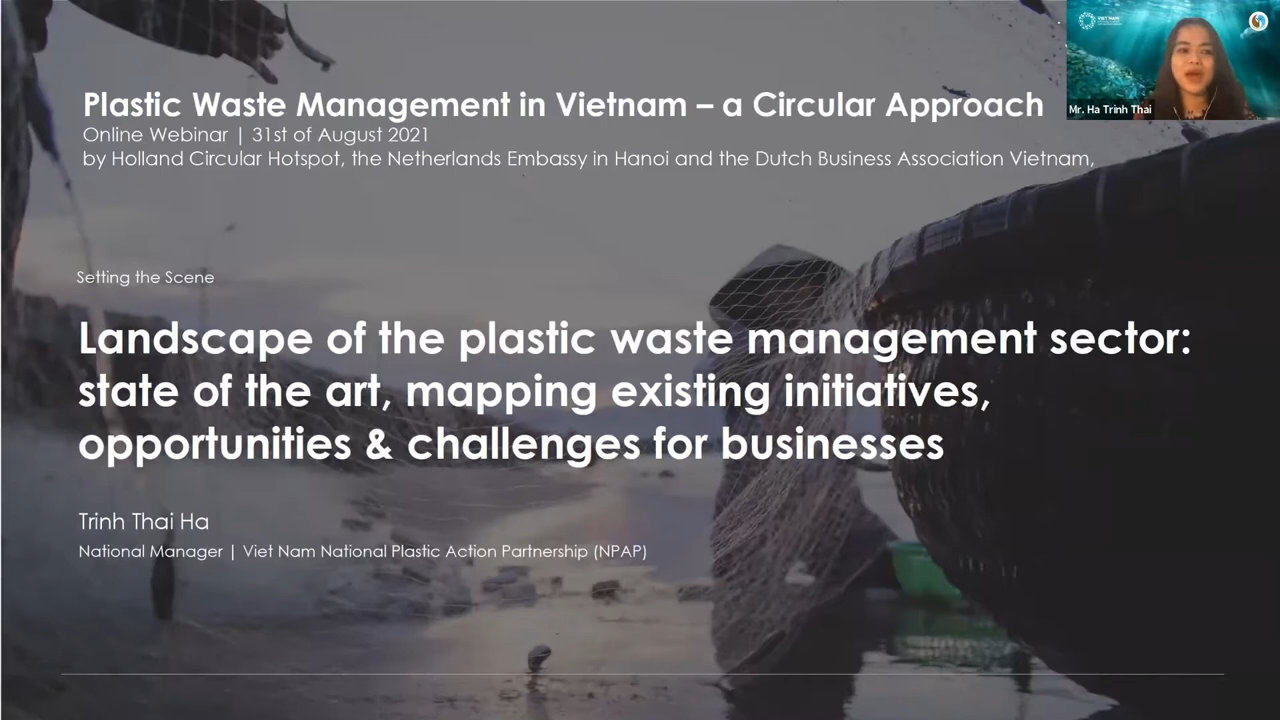 Plastic Waste Management in Vietnam – a Circular Approach
Online Webinar | 31st of August 2021
by Holland Circular Hotspot, the Netherlands Embassy in Hanoi and the Dutch Business Association Vietnam,
VIET NAM
Mr. Ha Trinh Thai
Setting the Scene
Landscape of the plastic waste management sector:
state of the art, mapping existing initiatives,
opportunities & challenges for businesses
Trinh Thai Ha
National Manager | Viet Nam National Plastic Action Partnership (NPAP)